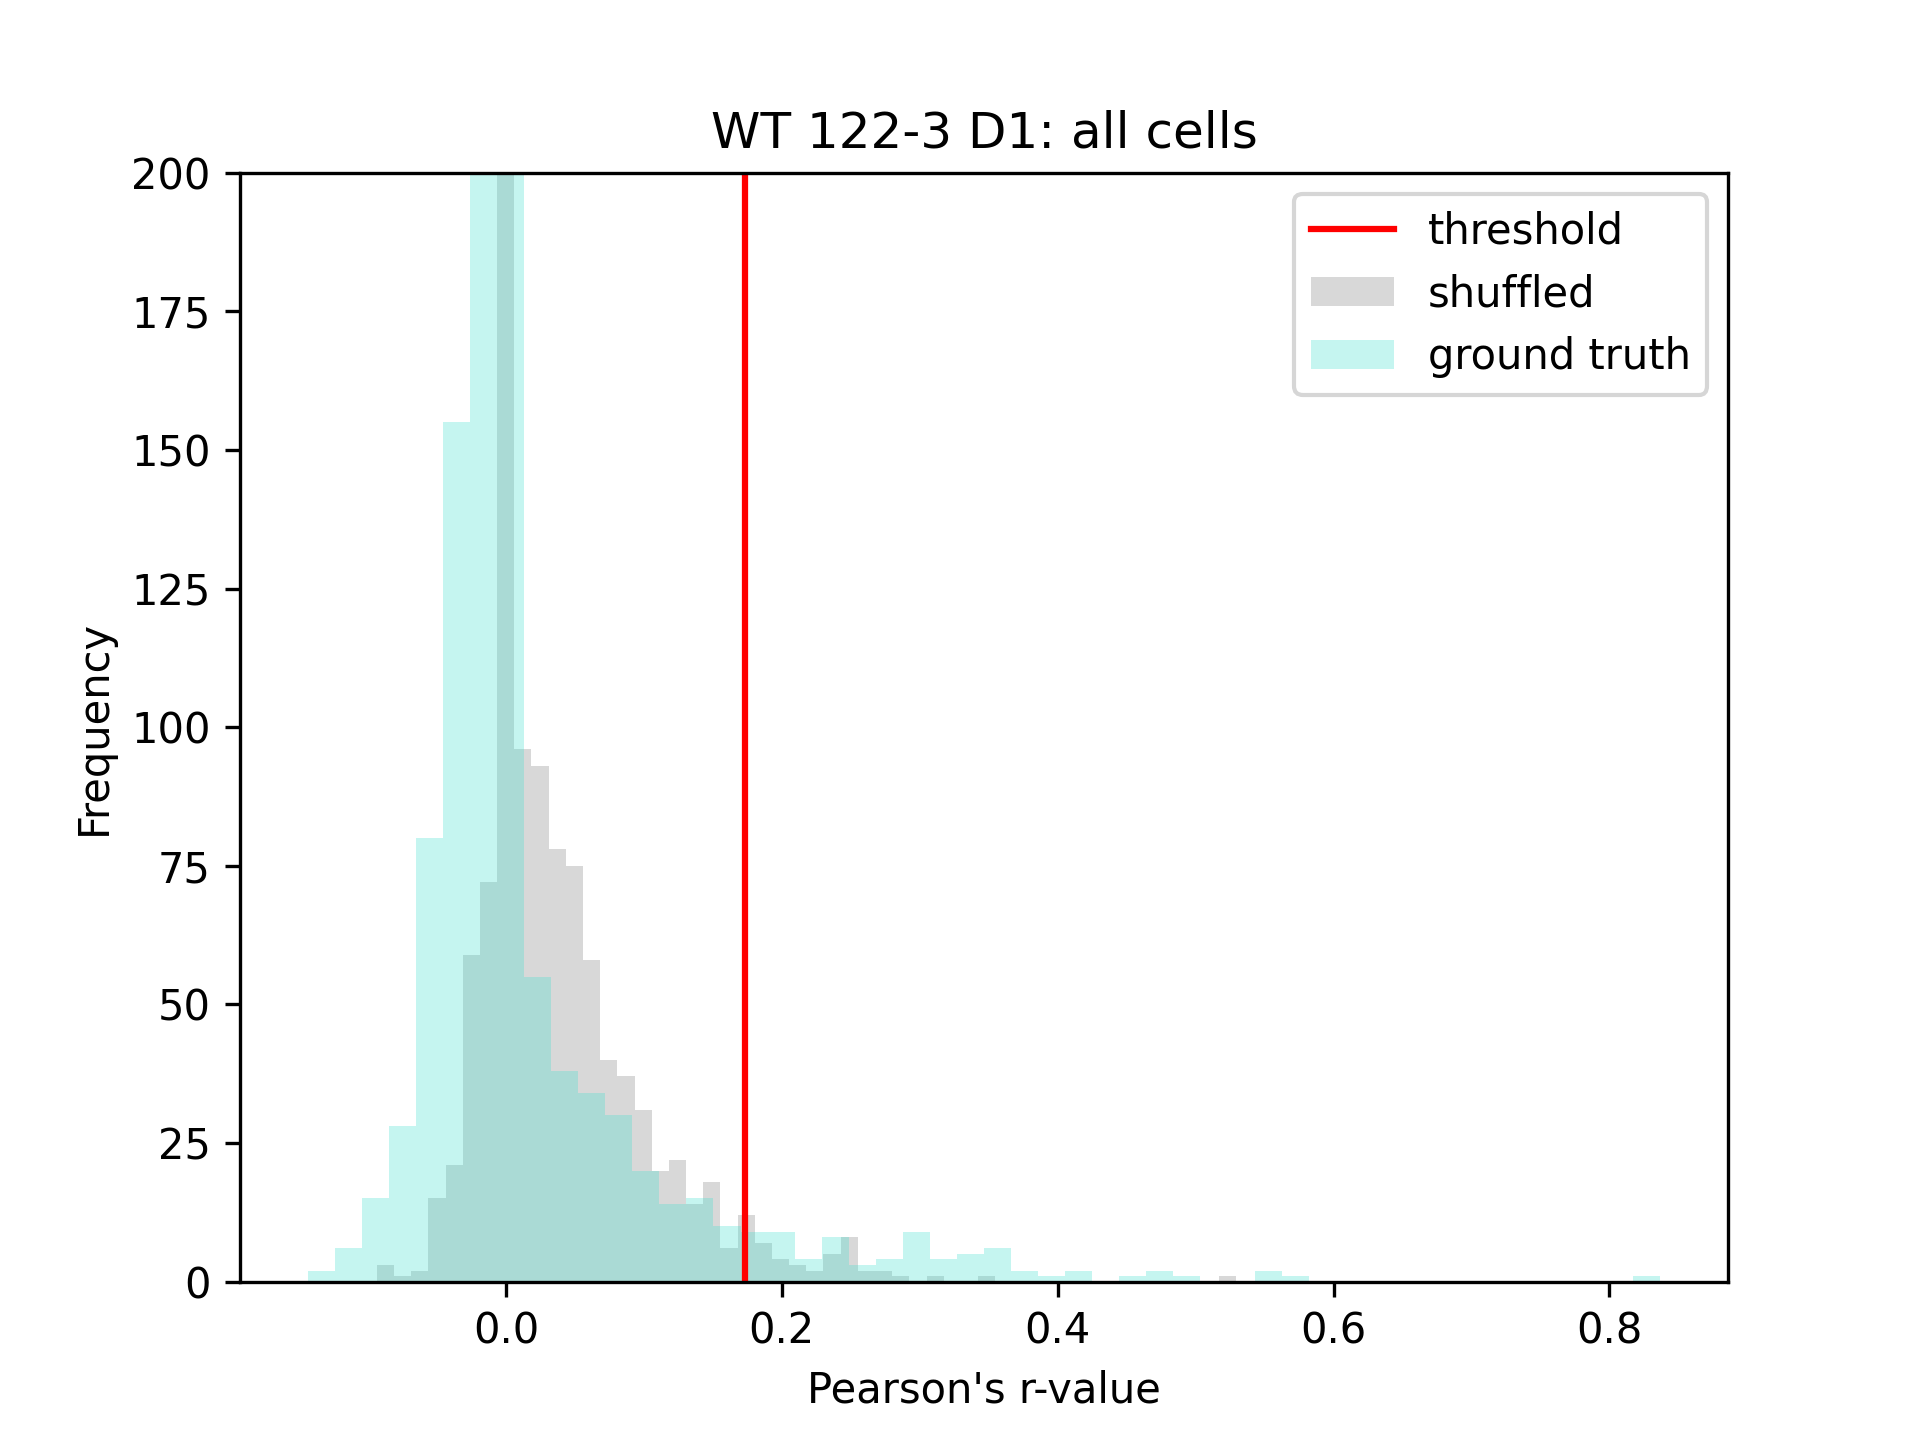 WT 122-3 D1: all cells
threshold
shuffled
ground truth
200
175
150
125
100
75
50
25
0
Frequency
0.0 0.2 0.4 0.6 0.8
Pearson's r-value